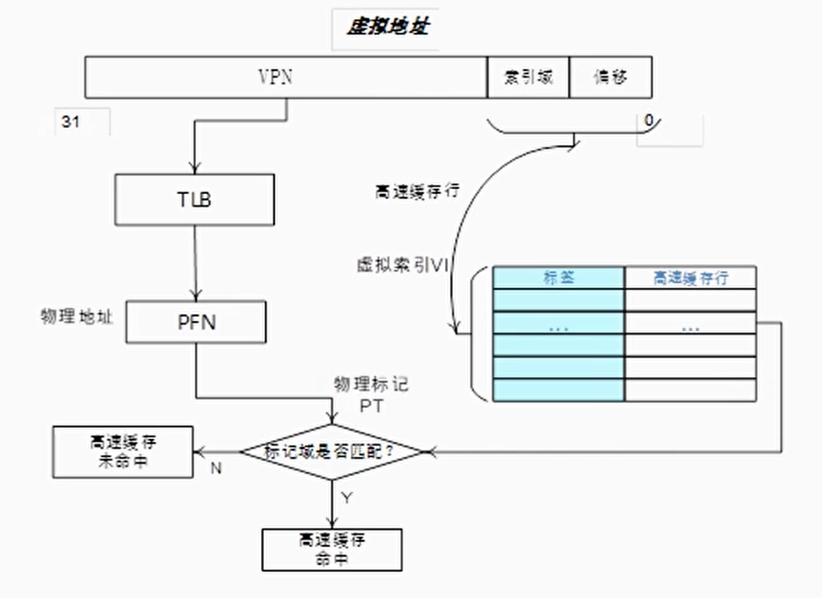 虚拟地址
VPN
索引域
偏移
31
0
TLB
高速缓存行
虚拟索引VI
标签
高速缓存行
...
...
物理地址
PFN
物理标记
PT
高速缓存
未命中
N
标记域是否匹配？
Y
高速缓存
命中